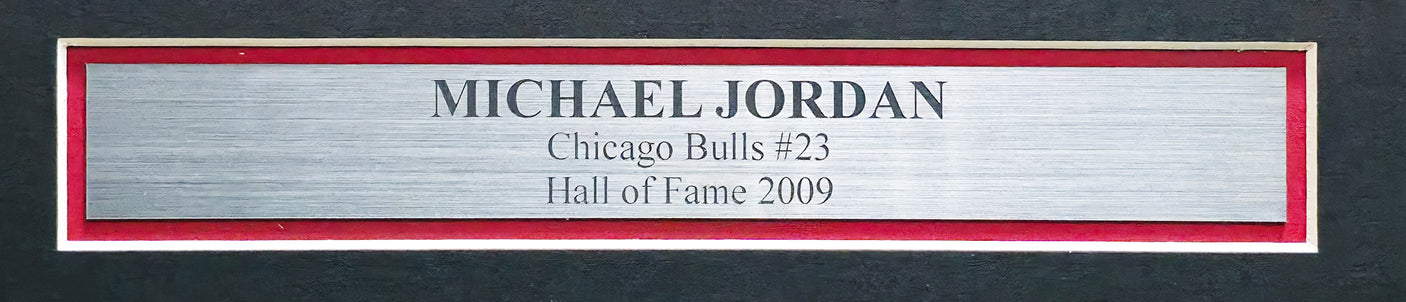 MICHAEL JORDAN
Chicago Bulls #23
Hall of Fame 2009